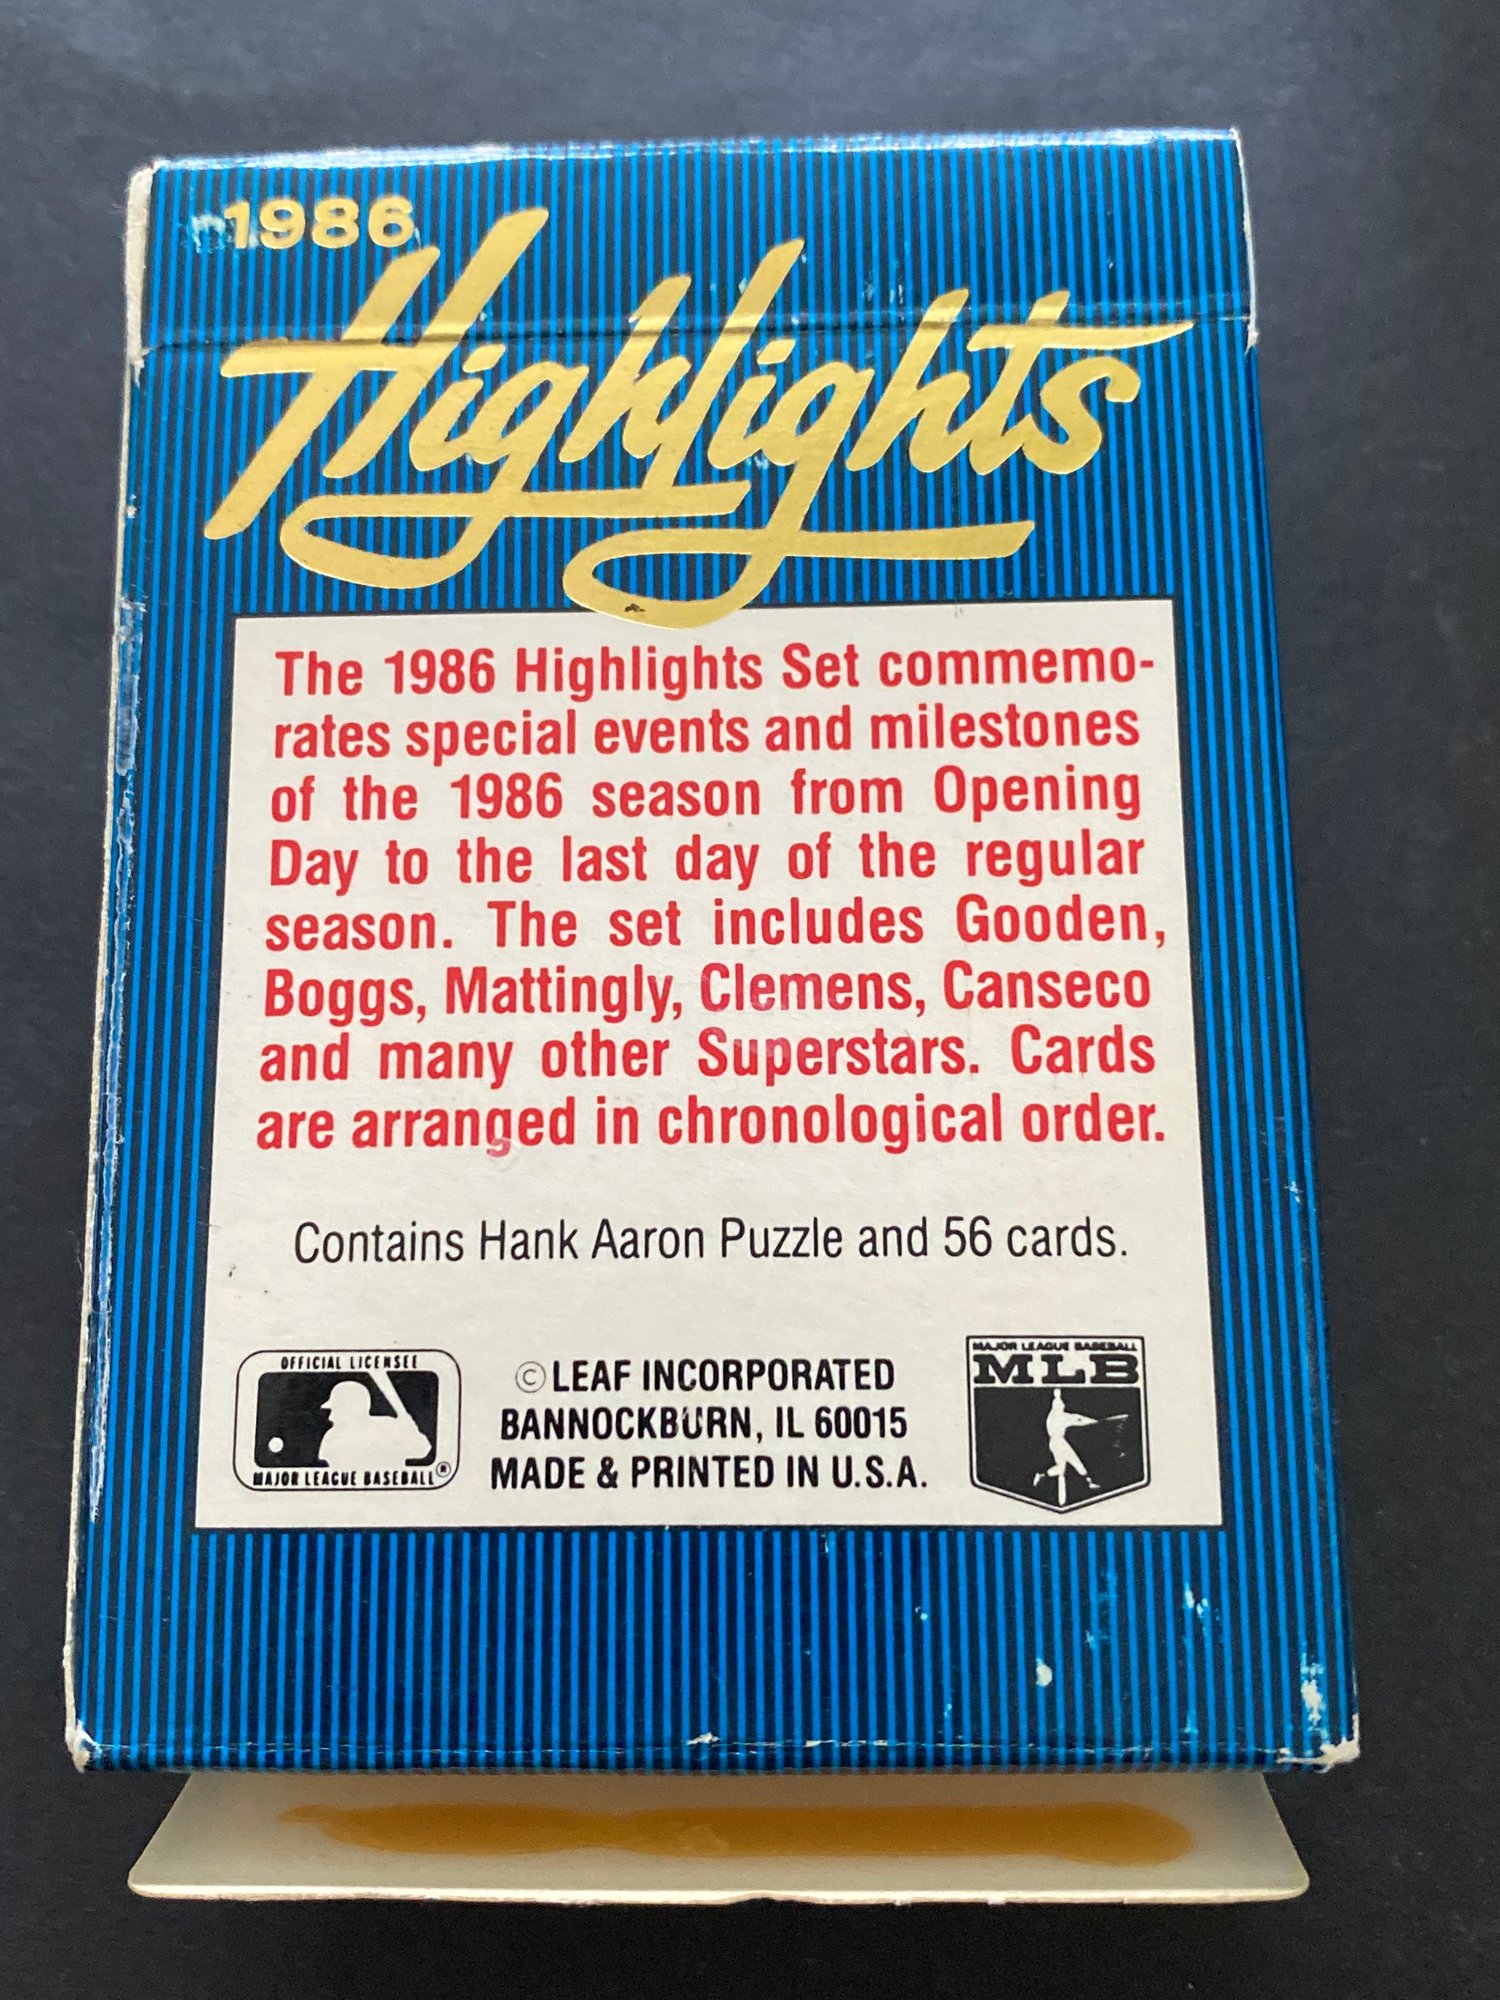 1986
Highlights
The 1986 Highlights Set commemo-
rates special events and milestones
of the 1986 season from Opening
Day to the last day of the regular
season. The set includes Gooden,
Boggs, Mattingly, Clemens, Canseco
and many other Superstars. Cards
are arranged in chronological order.
Contains Hank Aaron Puzzle and 56 cards.
OFFICIAL LICENSEE
MAJOR LEAGUE BASEBALL®
© LEAF INCORPORATED
BANNOCKBURN, IL 60015
MADE & PRINTED IN U.S.A.
MAJOR LEAGUE BASEBALL
MLB